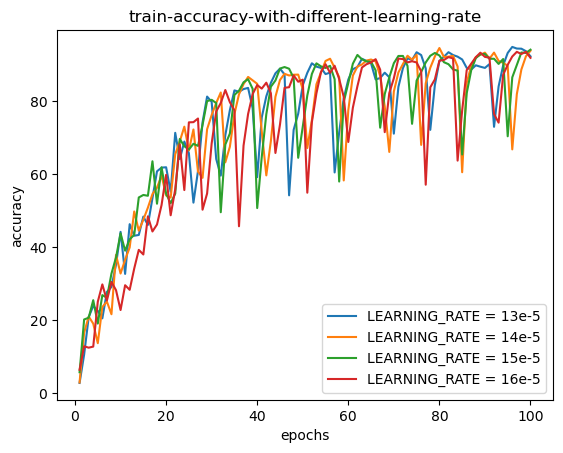 train-accuracy-with-different-learning-rate
accuracy
80
60
40
20
0
LEARNING_RATE = 13e-5
LEARNING_RATE = 14e-5
LEARNING_RATE = 15e-5
LEARNING_RATE = 16e-5
0 20 40 60 80 100
epochs